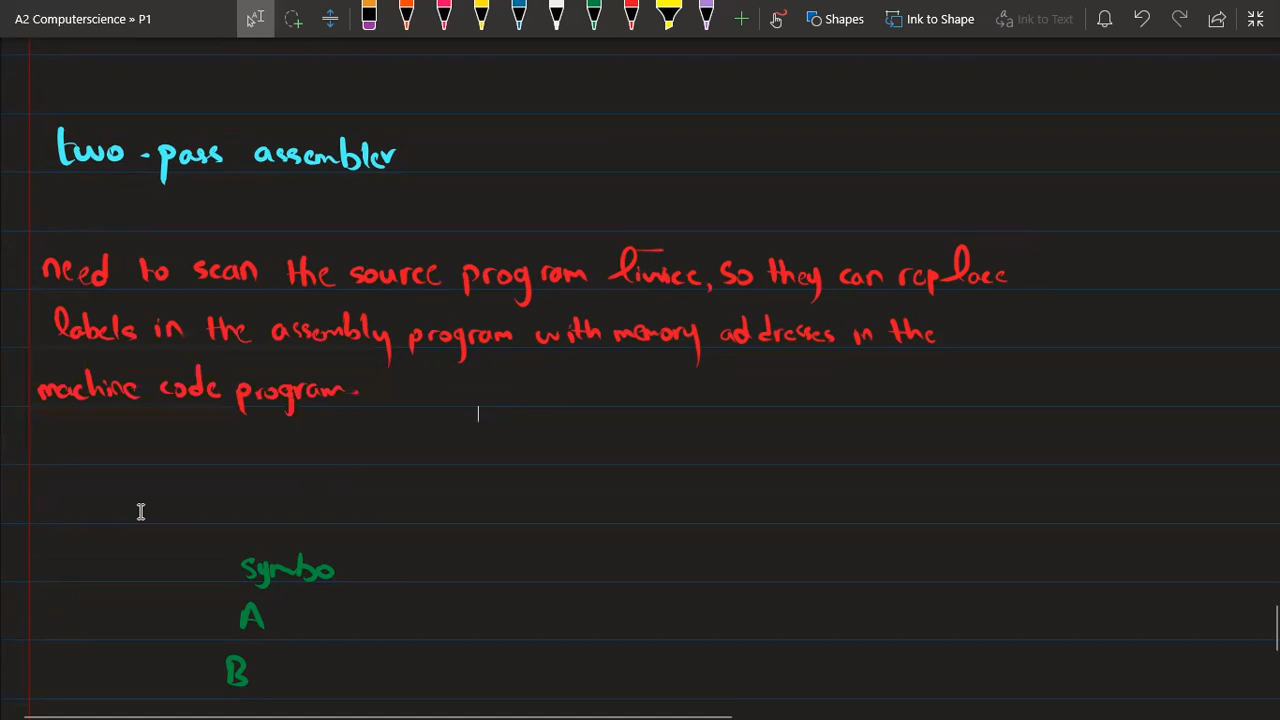 A2 Computerscience » P1
Shapes
Ink to Shape
Ink to Text
two-pass assembler
need to scan the source program twice, so they can replace
labels in the assembly program with memory addresses in the
machine code program.
symbo
A
B